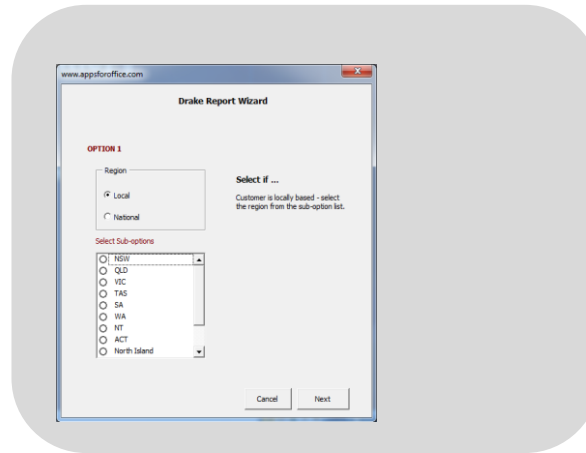 www.appsforoffice.com
Drake Report Wizard
OPTION 1
Region
Local
National
Select if ...
Customer is locally based - select
the region from the sub-option list.
Select Sub-options
NSW
QLD
VIC
TAS
SA
WA
NT
ACT
North Island
Cancel
Next